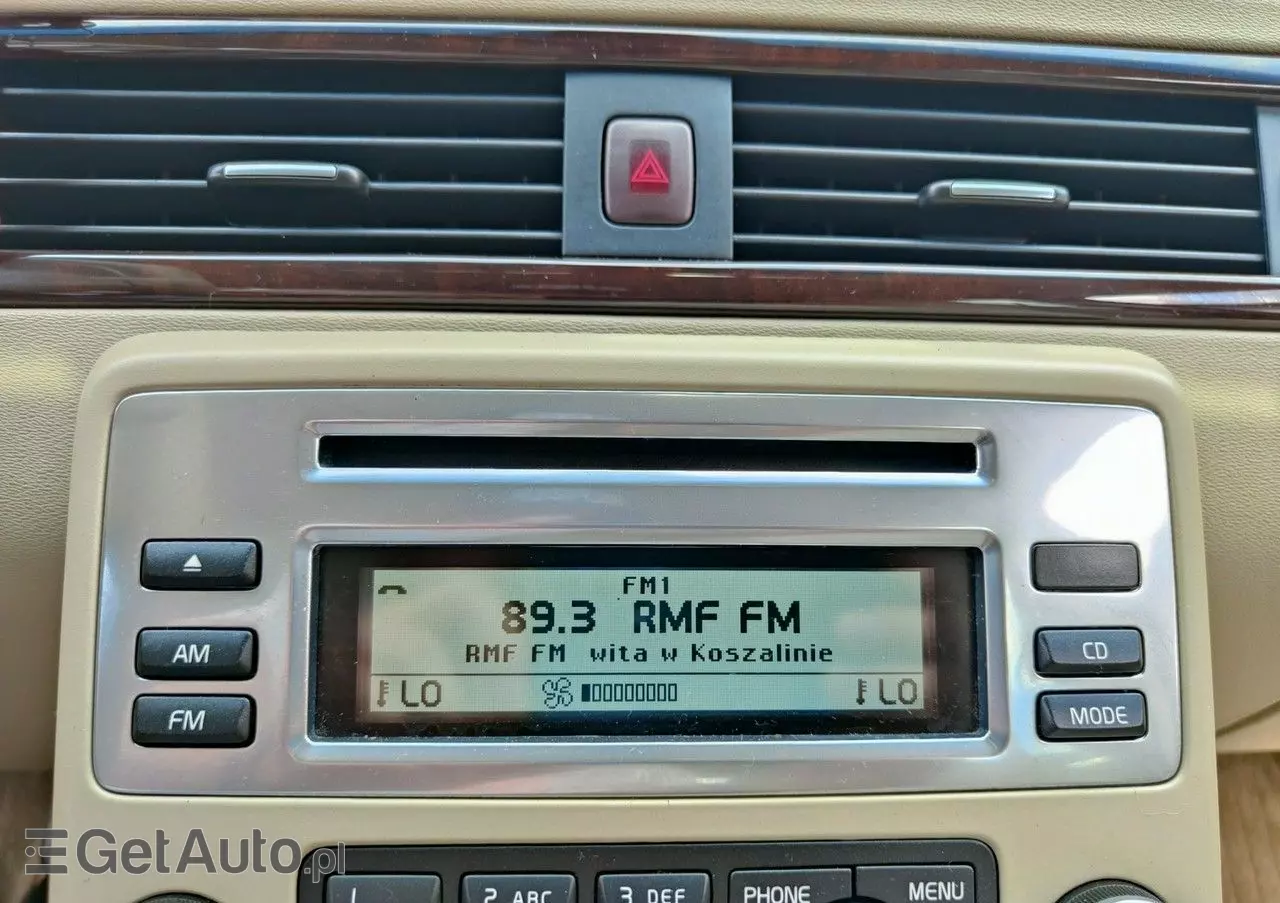 FM1
89.3 RMF FM
RMF FM wita w Koszalinie
LO LO
AM
FM
CD
MODE
GetAuto.pl
1 2 ABC 3 DEF PHONE MENU